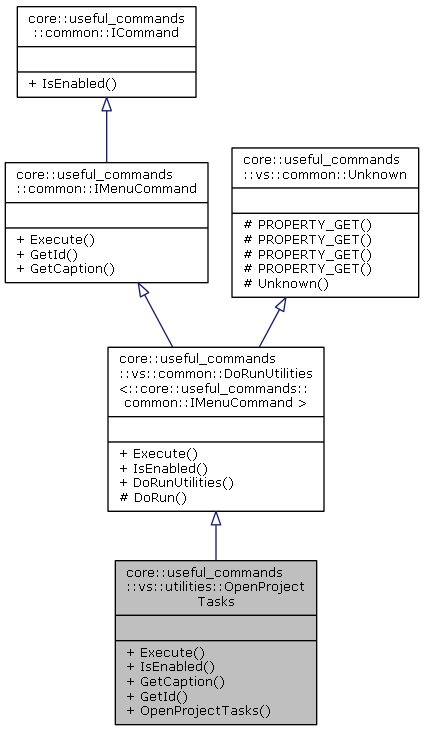 core::useful_commands
::common::ICommand
+ IsEnabled()
core::useful_commands
::common::IMenuCommand
+ Execute()
+ GetId()
+ GetCaption()
core::useful_commands
::vs::common::Unknown
# PROPERTY_GET()
# PROPERTY_GET()
# PROPERTY_GET()
# PROPERTY_GET()
# Unknown()
core::useful_commands
::vs::common::DoRunUtilities
<::core::useful_commands::
common::IMenuCommand >
+ Execute()
+ IsEnabled()
+ DoRunUtilities()
# DoRun()
core::useful_commands
::vs::utilities::OpenProject
Tasks
+ Execute()
+ IsEnabled()
+ GetCaption()
+ GetId()
+ OpenProjectTasks()